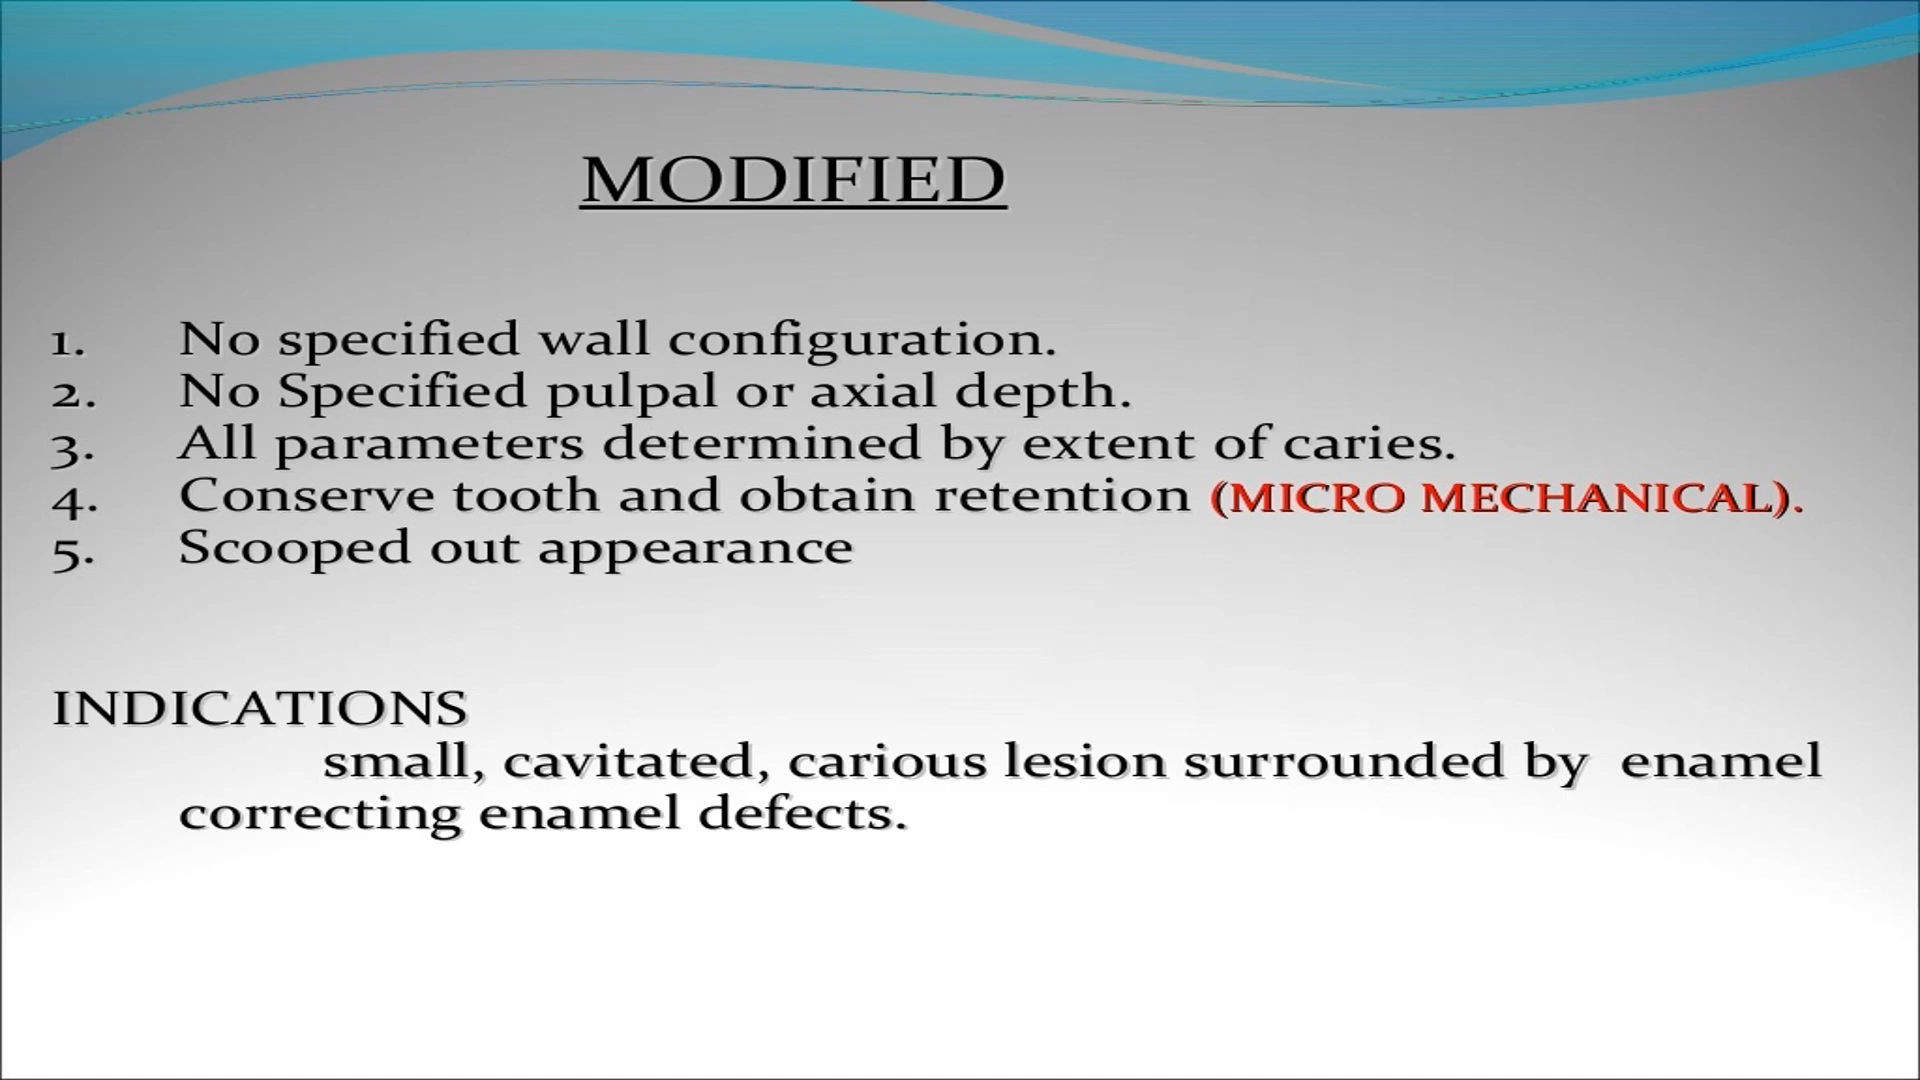 MODIFIED
1. No specified wall configuration.
2. No Specified pulpal or axial depth.
3. All parameters determined by extent of caries.
4. Conserve tooth and obtain retention (MICRO MECHANICAL).
5. Scooped out appearance
INDICATIONS
small, cavitated, carious lesion surrounded by enamel
correcting enamel defects.